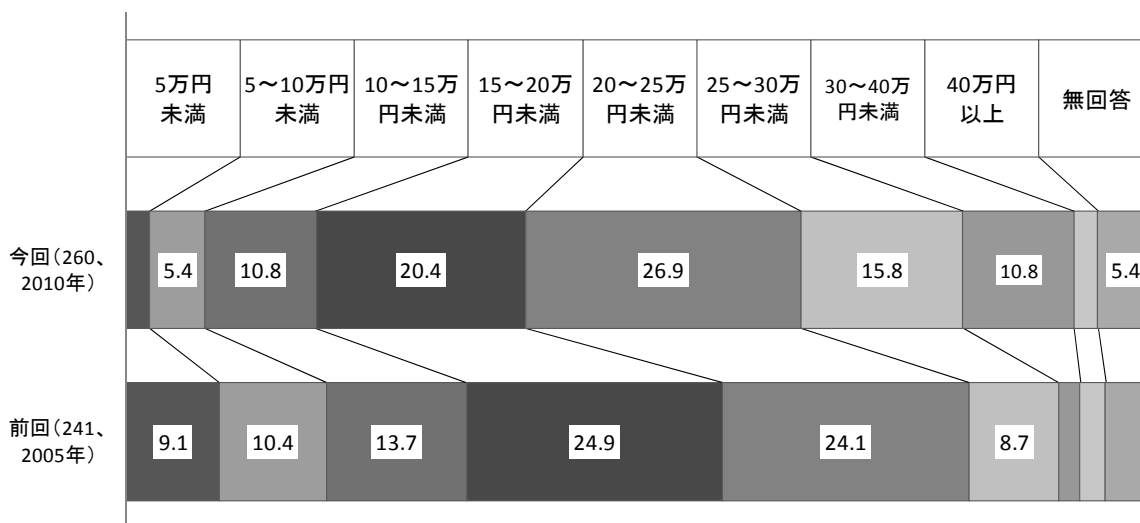 5万円
未満
5～10万円
未満
10～15万
円未満
15～20万
円未満
20～25万
円未満
25～30万
円未満
30～40万
円未満
40万円
以上
無回答
今回(260、
2010年)
5.4
10.8
20.4
26.9
15.8
10.8
5.4
前回(241、
2005年)
9.1
10.4
13.7
24.9
24.1
8.7